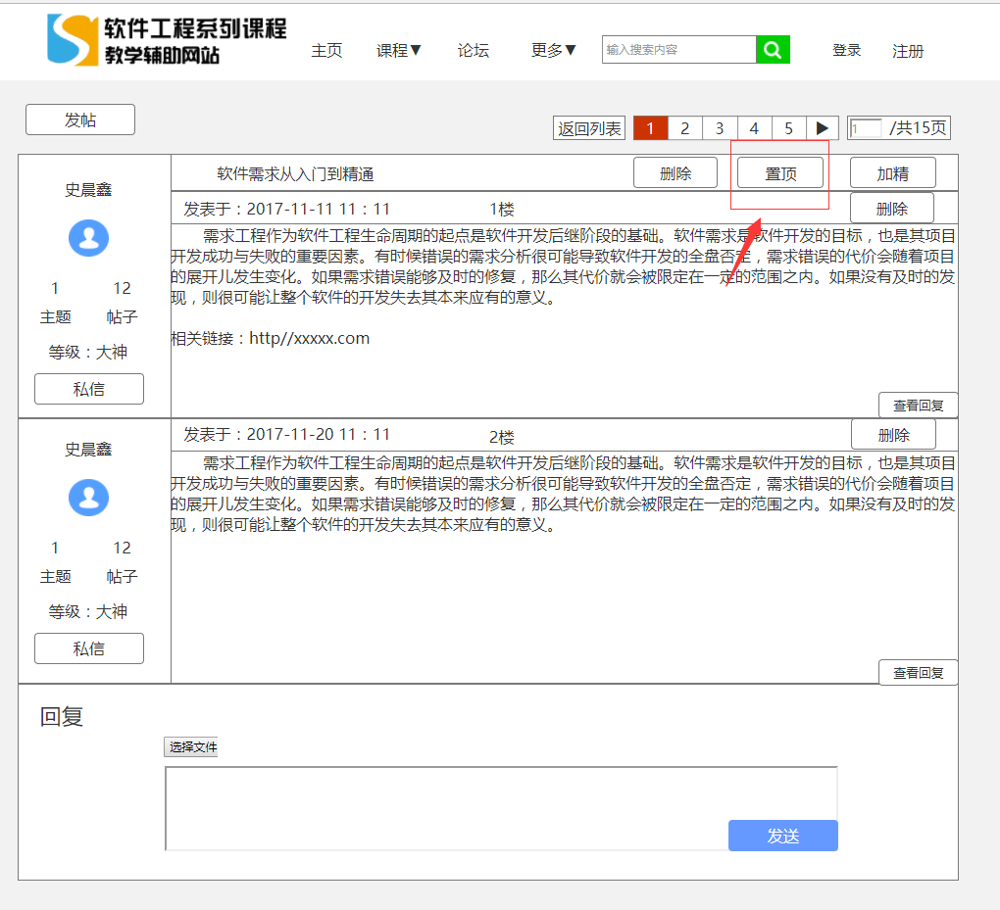 软件工程系列课程
教学辅助网站
主页 课程▼ 论坛 更多▼ 输入搜索内容 登录 注册
发帖
返回列表 1 2 3 4 5 ▶ 1 /共15页
史晨鑫
1 12
主题 帖子
等级：大神
私信
软件需求从入门到精通 删除 置顶 加精
发表于：2017-11-11 11：11 1楼 删除
需求工程作为软件工程生命周期的起点是软件开发后继阶段的基础。软件需求是软件开发的目标，也是其项目
开发成功与失败的重要因素。有时候错误的需求分析很可能导致软件开发的全盘否定，需求错误的代价会随着项目
的展开儿发生变化。如果需求错误能够及时的修复，那么其代价就会被限定在一定的范围之内。如果没有及时的发
现，则很可能让整个软件的开发失去其本来应有的意义。
相关链接：http//xxxxx.com
查看回复
史晨鑫
1 12
主题 帖子
等级：大神
私信
发表于：2017-11-20 11：11 2楼 删除
需求工程作为软件工程生命周期的起点是软件开发后继阶段的基础。软件需求是软件开发的目标，也是其项目
开发成功与失败的重要因素。有时候错误的需求分析很可能导致软件开发的全盘否定，需求错误的代价会随着项目
的展开儿发生变化。如果需求错误能够及时的修复，那么其代价就会被限定在一定的范围之内。如果没有及时的发
现，则很可能让整个软件的开发失去其本来应有的意义。
查看回复
回复
选择文件
发送